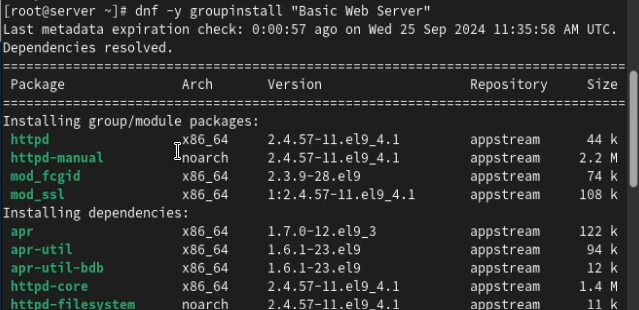 [root@server ~]# dnf -y groupinstall "Basic Web Server"
Last metadata expiration check: 0:00:57 ago on Wed 25 Sep 2024 11:35:58 AM UTC.
Dependencies resolved.
================================================================================
Package Arch Version Repository Size
================================================================================
Installing group/module packages:
httpd x86_64 2.4.57-11.el9_4.1 appstream 44 k
httpd-manual noarch 2.4.57-11.el9_4.1 appstream 2.2 M
mod_fcgid x86_64 2.3.9-28.el9 appstream 74 k
mod_ssl x86_64 1:2.4.57-11.el9_4.1 appstream 108 k
Installing dependencies:
apr x86_64 1.7.0-12.el9_3 appstream 122 k
apr-util x86_64 1.6.1-23.el9 appstream 94 k
apr-util-bdb x86_64 1.6.1-23.el9 appstream 12 k
httpd-core x86_64 2.4.57-11.el9_4.1 appstream 1.4 M
httpd-filesystem noarch 2.4.57-11.el9_4.1 appstream 11 k